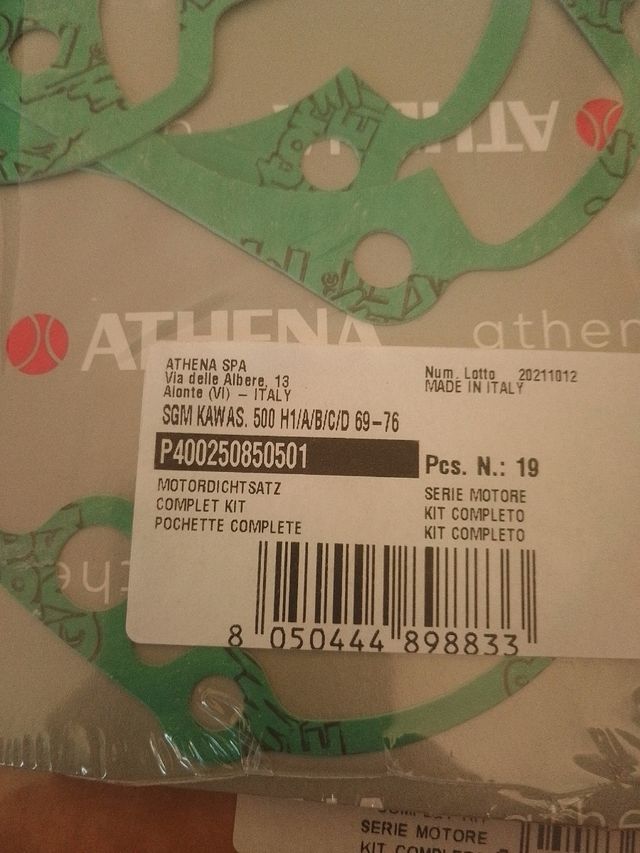 ATHENA
ATHENA
athen
ATHENA SPA
Via delle Albere, 13
Alonte (VI) – ITALY
Num. Lotto 20211012
MADE IN ITALY
SGM KAWAS. 500 H1/A/B/C/D 69-76
P400250850501
Pcs. N.: 19
MOTORDICHTSATZ
COMPLET KIT
POCHETTE COMPLETE
SERIE MOTORE
KIT COMPLETO
KIT COMPLETO
8 050444 898833
SERIE MOTORE